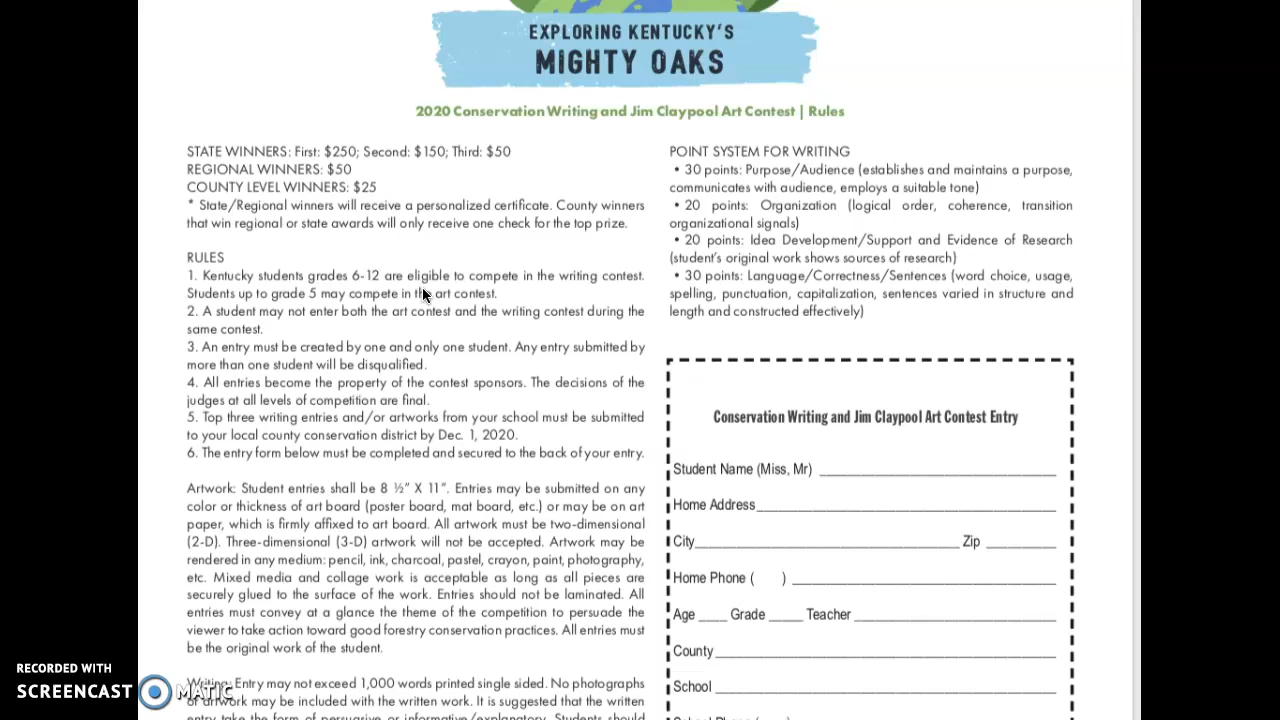 EXPLORING KENTUCKY'S
MIGHTY OAKS
2020 Conservation Writing and Jim Claypool Art Contest | Rules
STATE WINNERS: First: $250; Second: $150; Third: $50
REGIONAL WINNERS: $50
COUNTY LEVEL WINNERS: $25
* State/Regional winners will receive a personalized certificate. County winners
that win regional or state awards will only receive one check for the top prize.
RULES
1. Kentucky students grades 6-12 are eligible to compete in the writing contest.
Students up to grade 5 may compete in the art contest.
2. A student may not enter both the art contest and the writing contest during the
same contest.
3. An entry must be created by one and only one student. Any entry submitted by
more than one student will be disqualified.
4. All entries become the property of the contest sponsors. The decisions of the
judges at all levels of competition are final.
5. Top three writing entries and/or artworks from your school must be submitted
to your local county conservation district by Dec. 1, 2020.
6. The entry form below must be completed and secured to the back of your entry.
Artwork: Student entries shall be 8 ½" X 11". Entries may be submitted on any
color or thickness of art board (poster board, mat board, etc.) or may be on art
paper, which is firmly affixed to art board. All artwork must be two-dimensional
(2-D). Three-dimensional (3-D) artwork will not be accepted. Artwork may be
rendered in any medium: pencil, ink, charcoal, pastel, crayon, paint, photography,
etc. Mixed media and collage work is acceptable as long as all pieces are
securely glued to the surface of the work. Entries should not be laminated. All
entries must convey at a glance the theme of the competition to persuade the
viewer to take action toward good forestry conservation practices. All entries must
be the original work of the student.
Writing: Entry may not exceed 1,000 words printed single sided. No photographs
or artwork may be included with the written work. It is suggested that the written
entry take the form of persuasive or informative/explanatory. Students should
POINT SYSTEM FOR WRITING
• 30 points: Purpose/Audience (establishes and maintains a purpose,
communicates with audience, employs a suitable tone)
• 20 points: Organization (logical order, coherence, transition
organizational signals)
• 20 points: Idea Development/Support and Evidence of Research
(student's original work shows sources of research)
• 30 points: Language/Correctness/Sentences (word choice, usage,
spelling, punctuation, capitalization, sentences varied in structure and
length and constructed effectively)
Conservation Writing and Jim Claypool Art Contest Entry
Student Name (Miss, Mr)
Home Address
City Zip
Home Phone ( )
Age Grade Teacher
County
School
School Phone ( )
RECORDED WITH
SCREENCAST MATIC